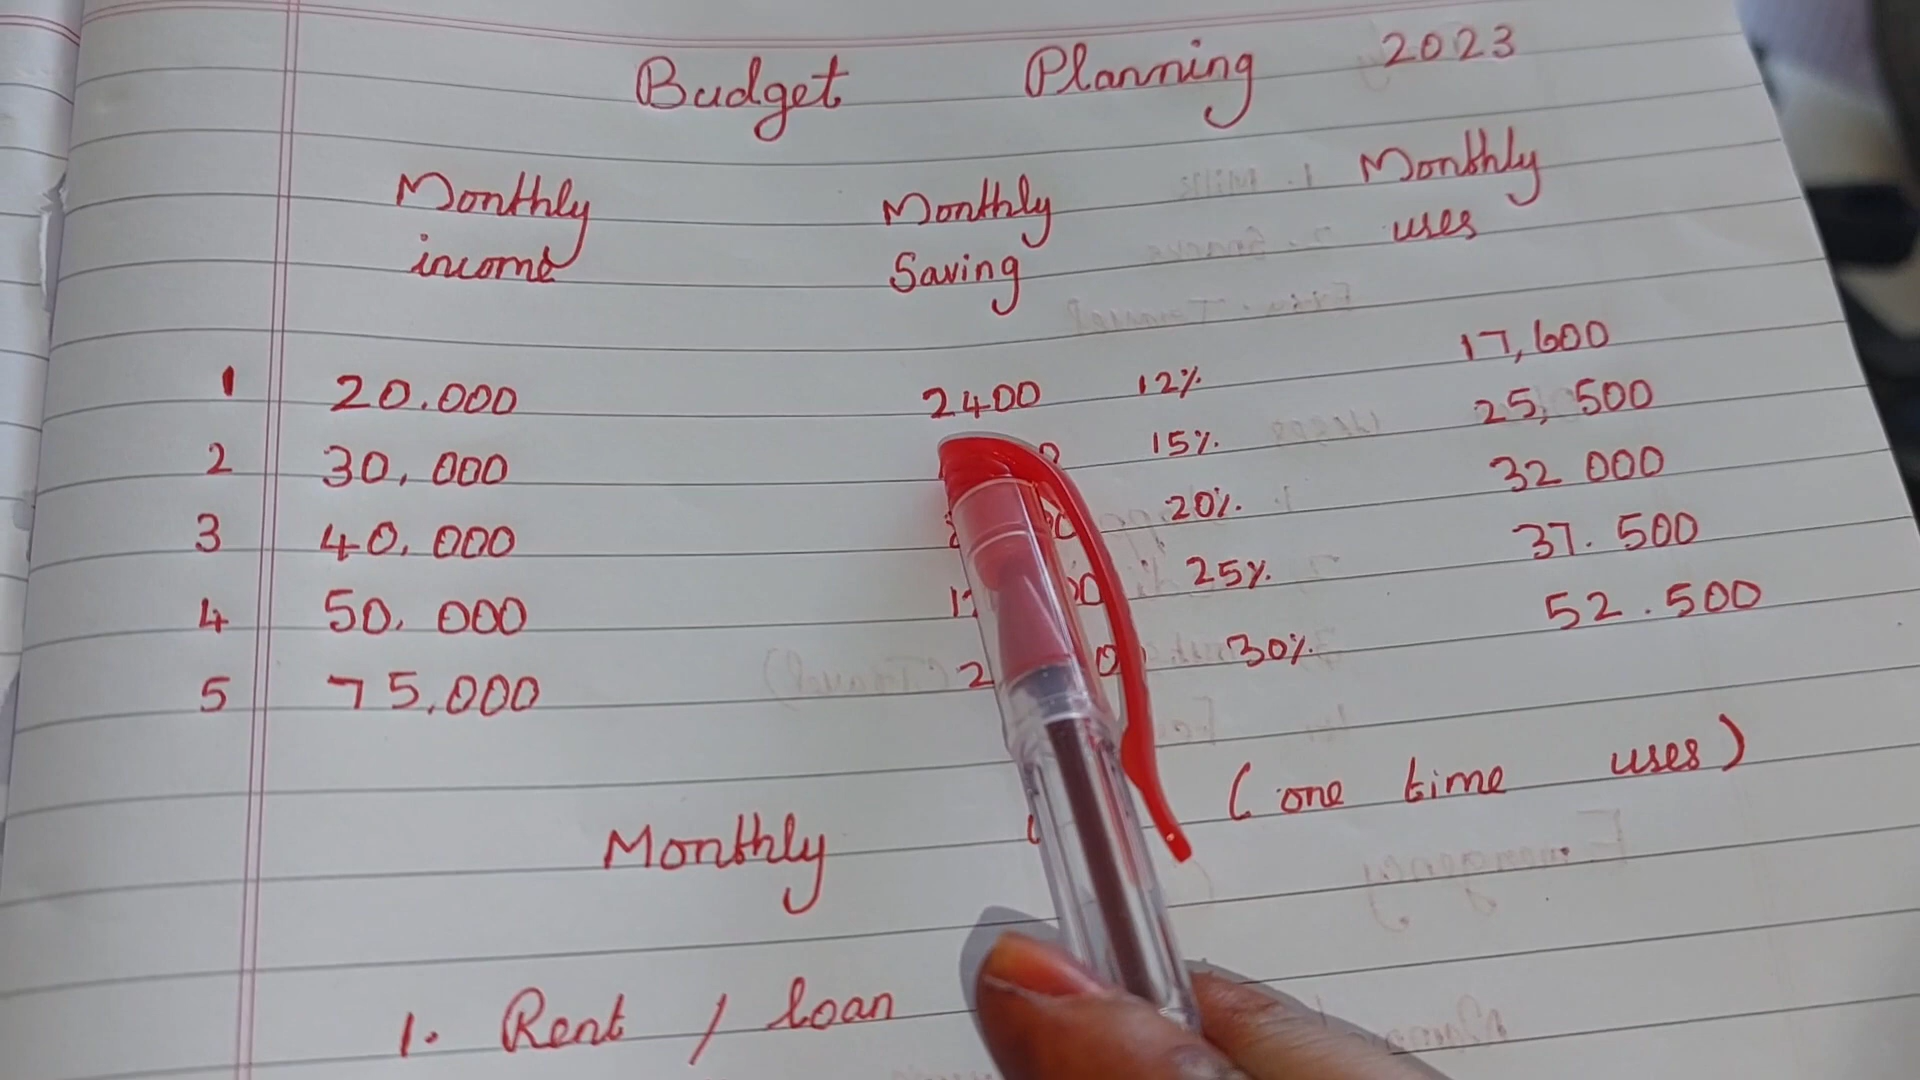 Budget Planning 2023
Monthly income Monthly Saving Monthly uses
1 20.000 2400 12% 17,600
2 30,000 15% 25,500
3 40,000 20% 32 000
4 50,000 25% 37.500
5 75,000 30% 52.500
Monthly (one time uses)
1. Rent / loan